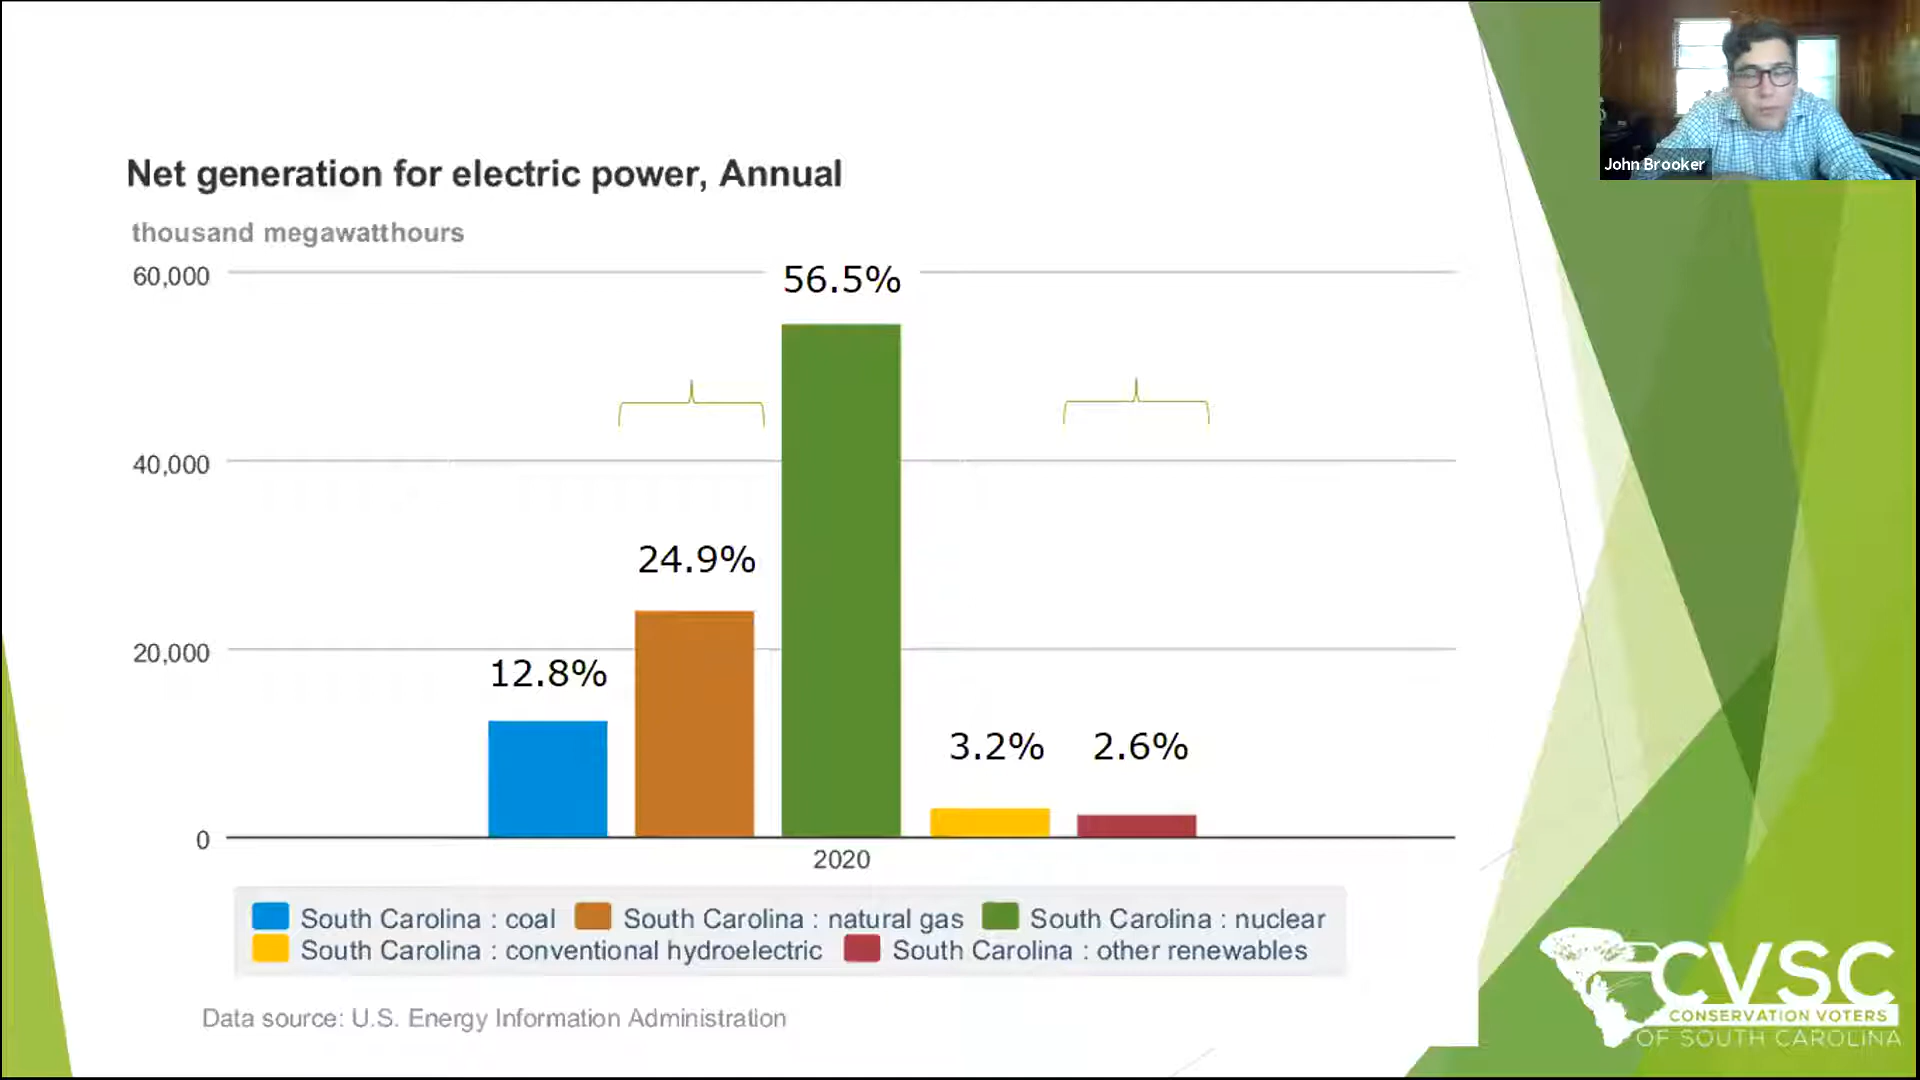 John Brooker
Net generation for electric power, Annual
thousand megawatthours
60,000
56.5%
40,000
24.9%
20,000
12.8%
3.2%
2.6%
0
2020
South Carolina : coal
South Carolina : natural gas
South Carolina : nuclear
South Carolina : conventional hydroelectric
South Carolina : other renewables
Data source: U.S. Energy Information Administration
CVSC
CONSERVATION VOTERS
OF SOUTH CAROLINA